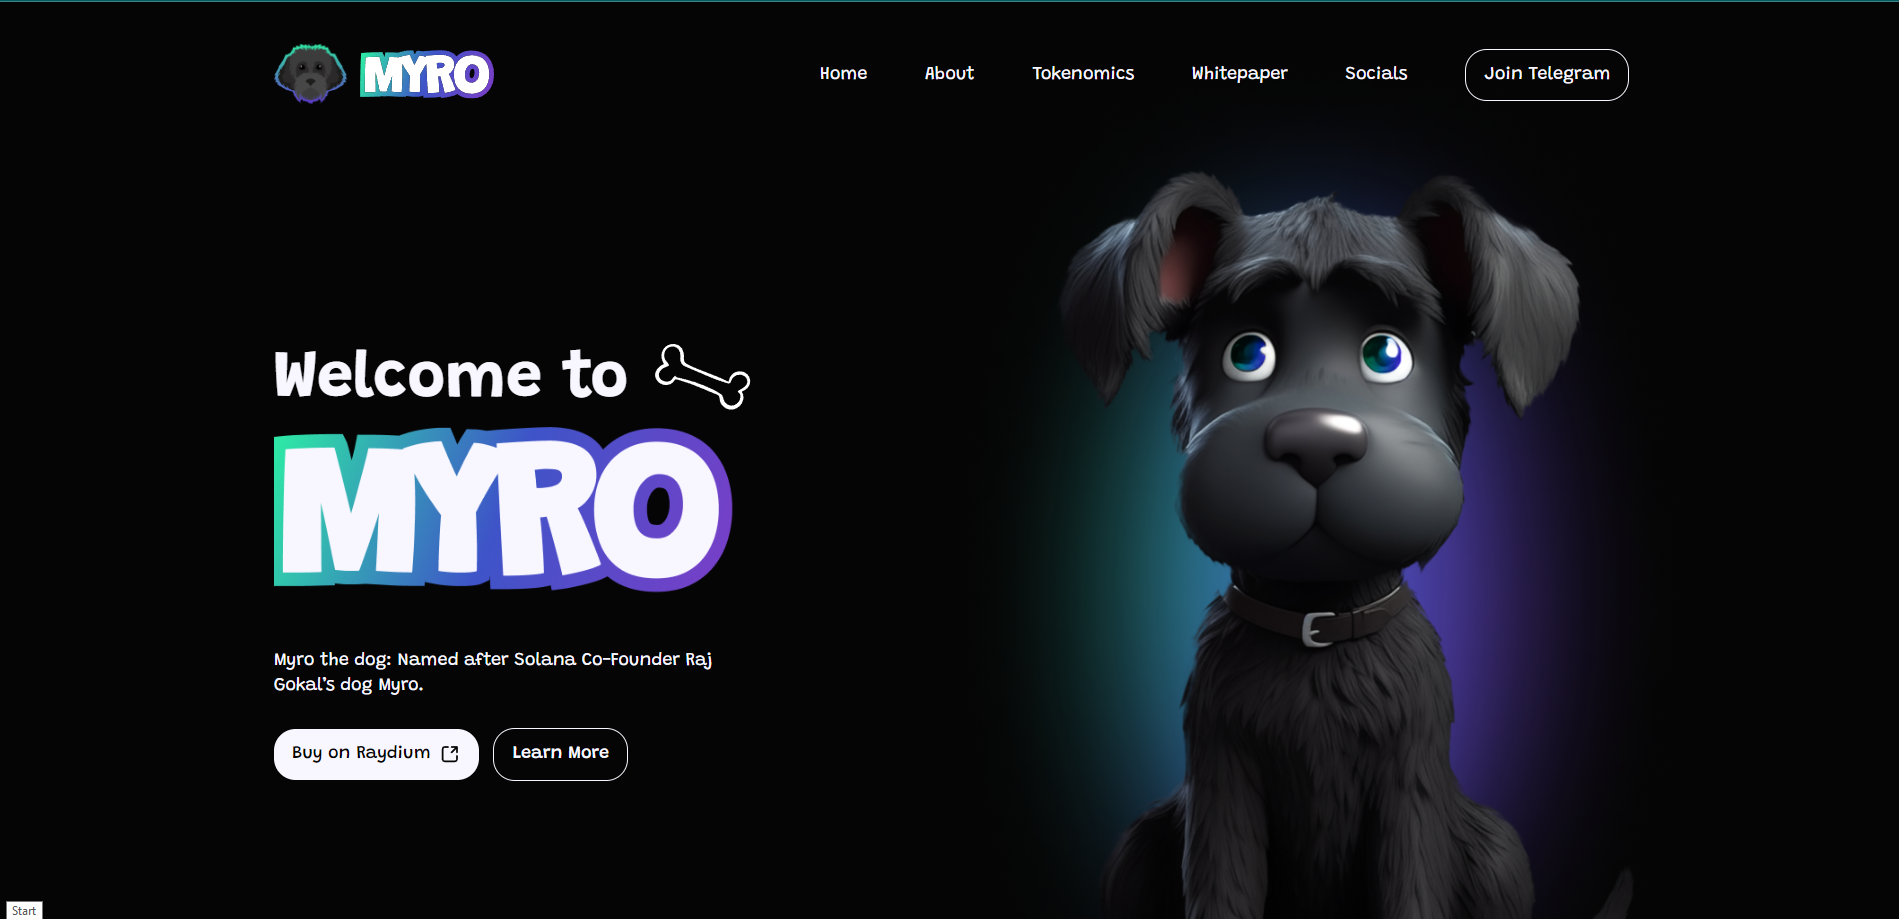 MYRO
Home
About
Tokenomics
Whitepaper
Socials
Join Telegram
Welcome to
MYRO
Myro the dog: Named after Solana Co-Founder Raj
Gokal’s dog Myro.
Buy on Raydium
Learn More
Start